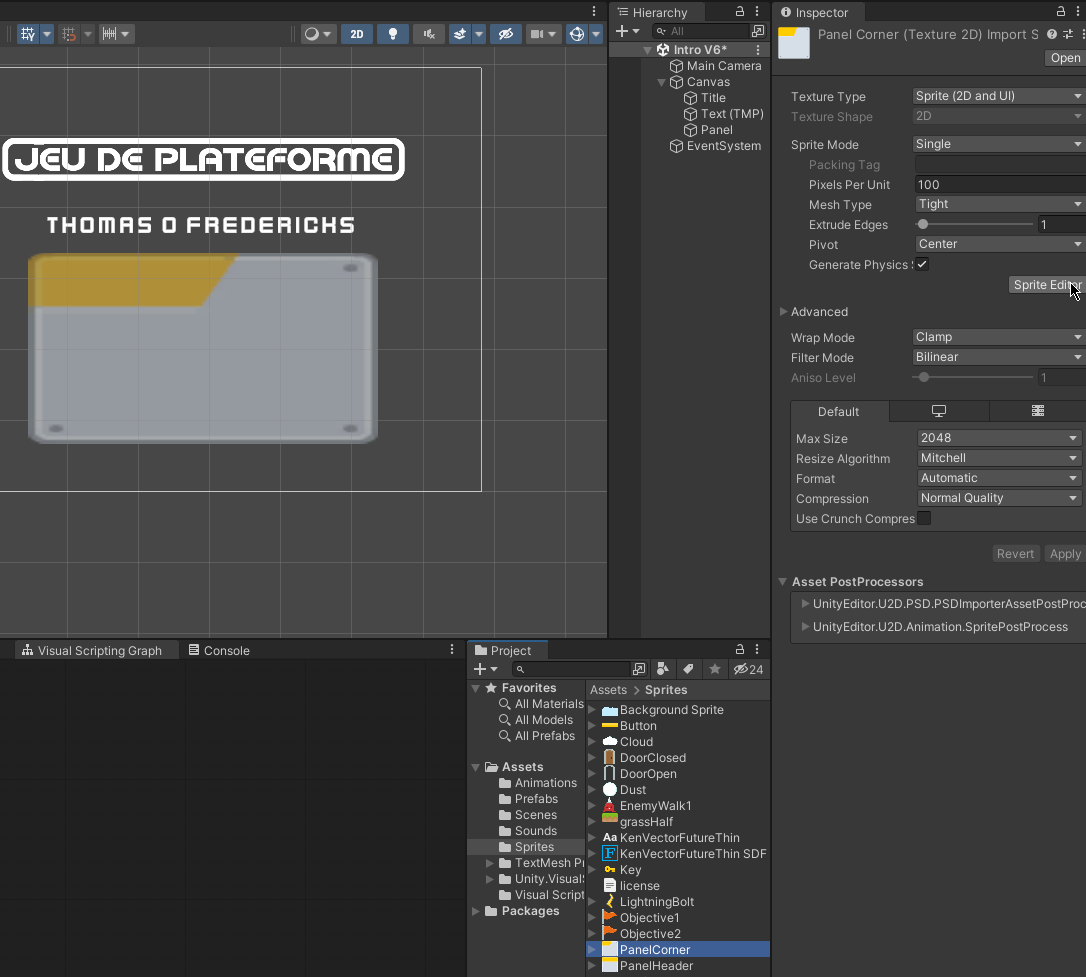 2D
JEU DE PLATEFORME
THOMAS O FREDERICHS
Hierarchy
All
Intro V6*
Main Camera
Canvas
Title
Text (TMP)
Panel
EventSystem
Inspector
Panel Corner (Texture 2D) Import S
Open
Texture Type Sprite (2D and UI)
Texture Shape 2D
Sprite Mode Single
Packing Tag
Pixels Per Unit 100
Mesh Type Tight
Extrude Edges 1
Pivot Center
Generate Physics S
Sprite Editor
Advanced
Wrap Mode Clamp
Filter Mode Bilinear
Aniso Level 1
Default
Max Size 2048
Resize Algorithm Mitchell
Format Automatic
Compression Normal Quality
Use Crunch Compres
Revert Apply
Asset PostProcessors
UnityEditor.U2D.PSD.PSDImporterAssetPostProc
UnityEditor.U2D.Animation.SpritePostProcess
Visual Scripting Graph Console
Project
24
Favorites
All Materials
All Models
All Prefabs
Assets
Animations
Prefabs
Scenes
Sounds
Sprites
TextMesh Pr
Unity.VisualS
Visual Script
Packages
Assets > Sprites
Background Sprite
Button
Cloud
DoorClosed
DoorOpen
Dust
EnemyWalk1
grassHalf
Aa KenVectorFutureThin
F KenVectorFutureThin SDF
Key
license
LightningBolt
Objective1
Objective2
PanelCorner
PanelHeader